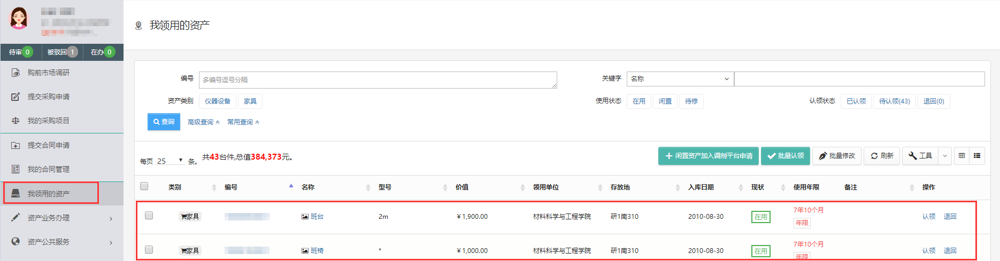 待审 0 被驳回 1 在办 0
购前市场调研
提交采购申请
我的采购项目
提交合同申请
我的合同管理
我领用的资产
资产业务办理
资产公共服务
我领用的资产
编号 多编号逗号分隔 关键字 名称
资产类别 仪器设备 家具 使用状态 在用 闲置 待修 认领状态 已认领 待认领(43) 退回(0)
查询 高级查询 常用查询
每页 25 条。 共43台件,总值384,373元。 闲置资产加入调剂平台申请 批量认领 批量修改 刷新 工具
类别 编号 名称 型号 价值 领用单位 存放地 入库日期 现状 使用年限 备注 操作
家具 班台 2m ¥1,900.00 材料科学与工程学院 研1南310 2010-08-30 在用 7年10个月 认领 退回
年限
家具 班椅 * ¥1,000.00 材料科学与工程学院 研1南310 2010-08-30 在用 7年10个月 认领 退回
年限